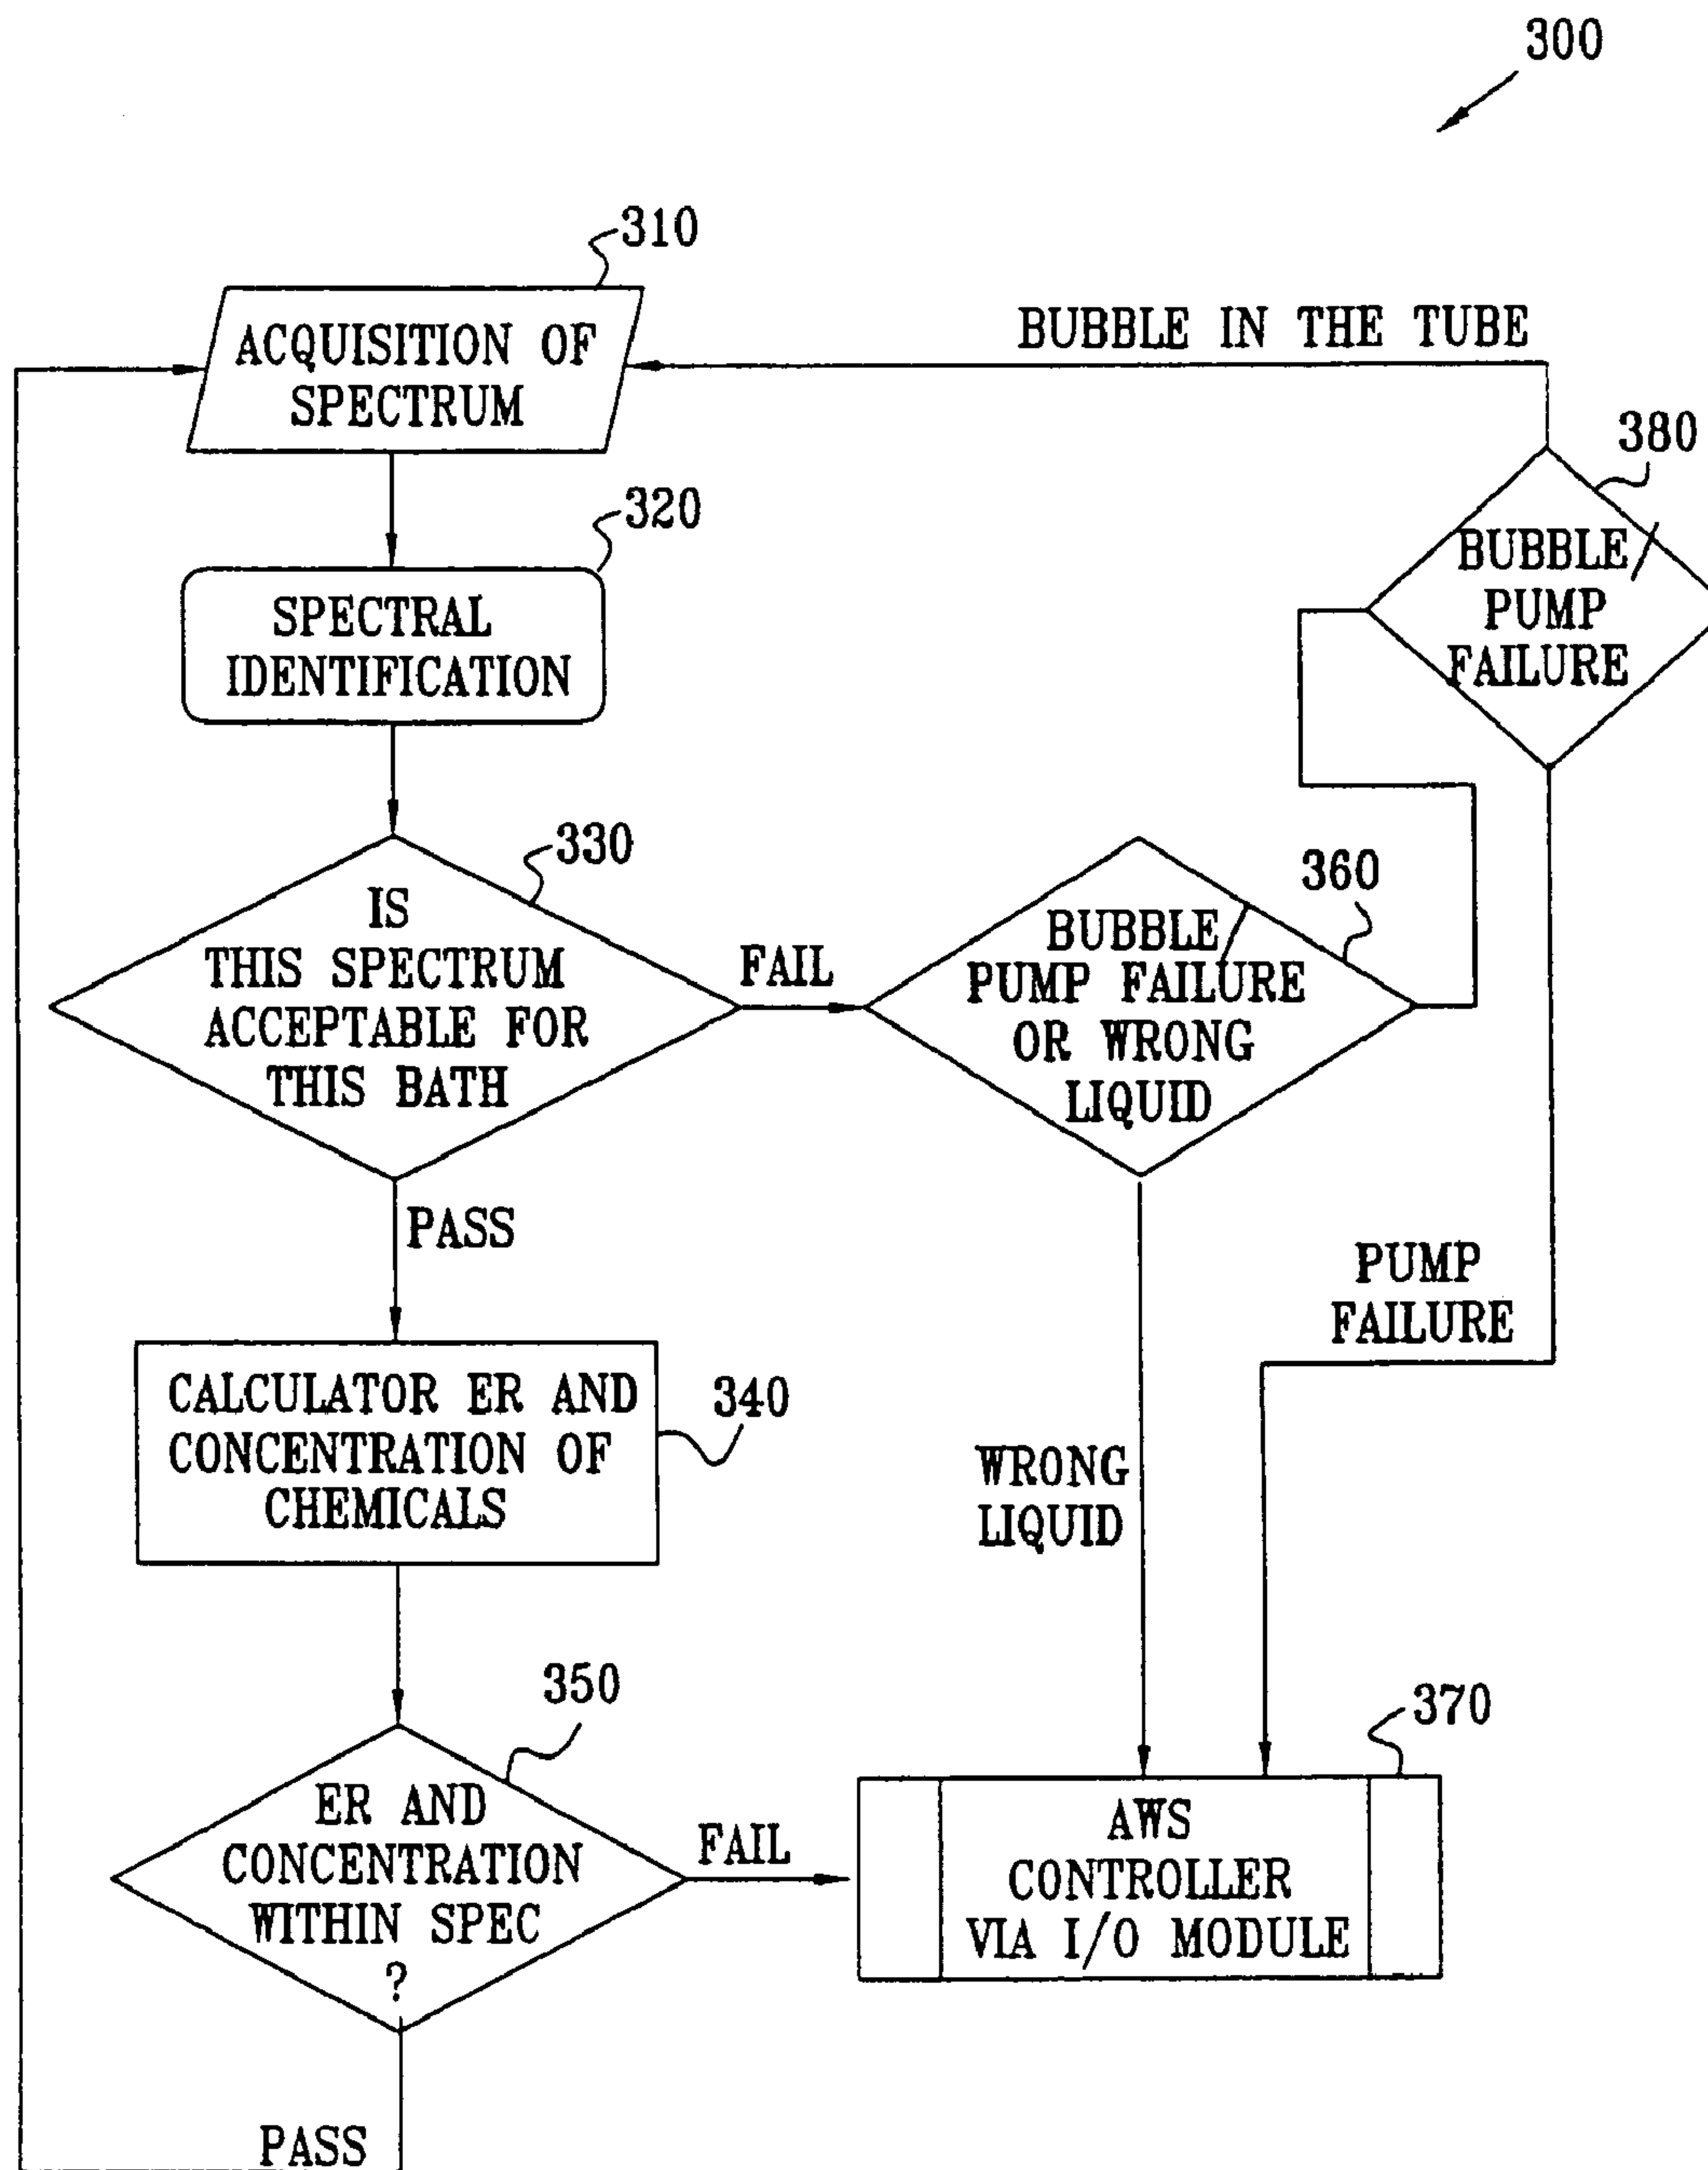 300
310
ACQUISITION OF
SPECTRUM
BUBBLE IN THE TUBE
380
BUBBLE/
PUMP
FAILURE
320
SPECTRAL
IDENTIFICATION
330
IS
THIS SPECTRUM
ACCEPTABLE FOR
THIS BATH
FAIL
360
BUBBLE/
PUMP FAILURE
OR WRONG
LIQUID
PASS
PUMP
FAILURE
340
CALCULATOR ER AND
CONCENTRATION OF
CHEMICALS
WRONG
LIQUID
350
ER AND
CONCENTRATION
WITHIN SPEC
?
FAIL
370
AWS
CONTROLLER
VIA I/O MODULE
PASS